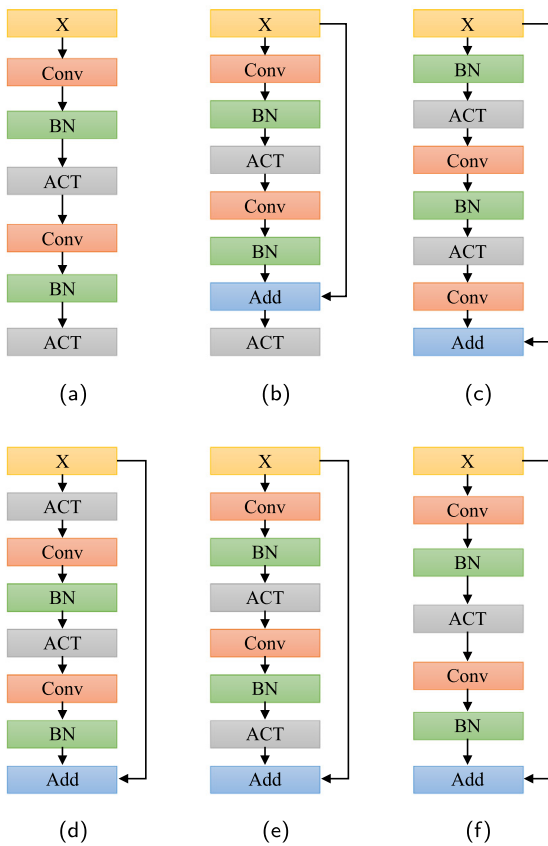 X
Conv
BN
ACT
Conv
BN
ACT
(a)
X
Conv
BN
ACT
Conv
BN
Add
ACT
(b)
X
BN
ACT
Conv
BN
ACT
Conv
Add
(c)
X
ACT
Conv
BN
ACT
Conv
BN
Add
(d)
X
Conv
BN
ACT
Conv
BN
ACT
Add
(e)
X
Conv
BN
ACT
Conv
BN
Add
(f)